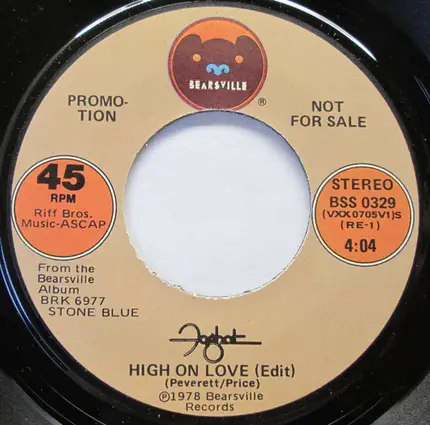 BEARSVILLE
®
PROMO-
TION
NOT
FOR SALE
45
RPM
Riff Bros.
Music-ASCAP
STEREO
BSS 0329
(VXX0705V1)S
(RE-1)
4:04
From the
Bearsville
Album
BRK 6977
STONE BLUE
Foghat
HIGH ON LOVE (Edit)
(Peverett/Price)
Ⓟ1978 Bearsville
Records